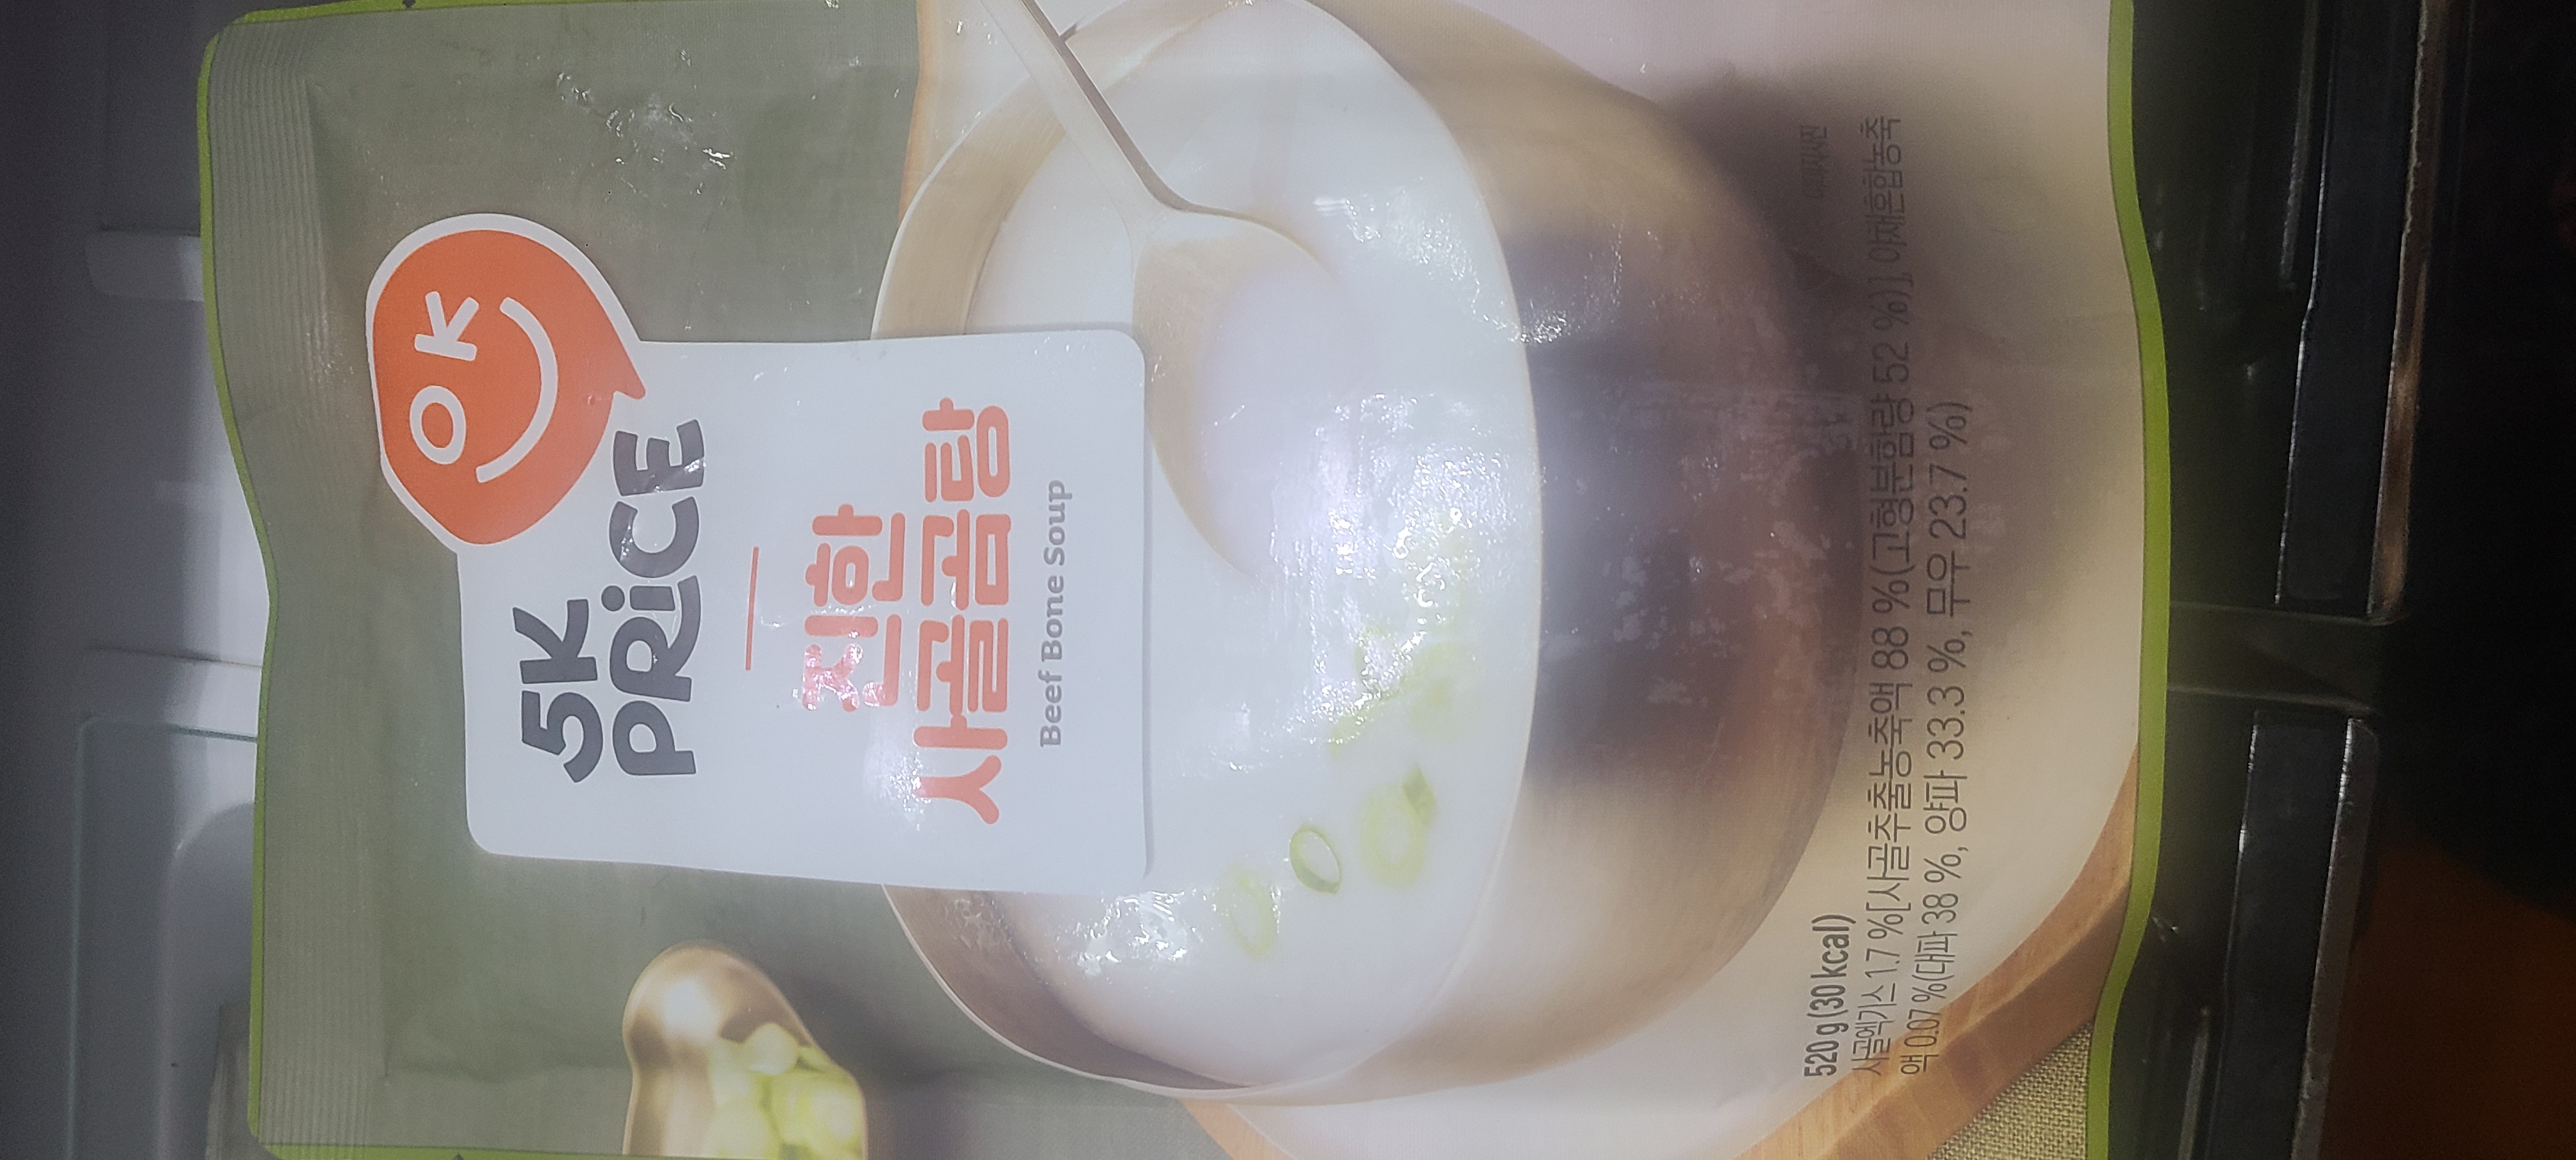 OK
5K
PRiCE
진한
사골곰탕
Beef Bone Soup
520 g (30 kcal)
사골엑기스 1.7 %[사골추출농축액 88 %(고형분함량 52 %)], 야채혼합농축
액 0.07 %(대파 38 %, 양파 33.3 %, 무우 23.7 %)